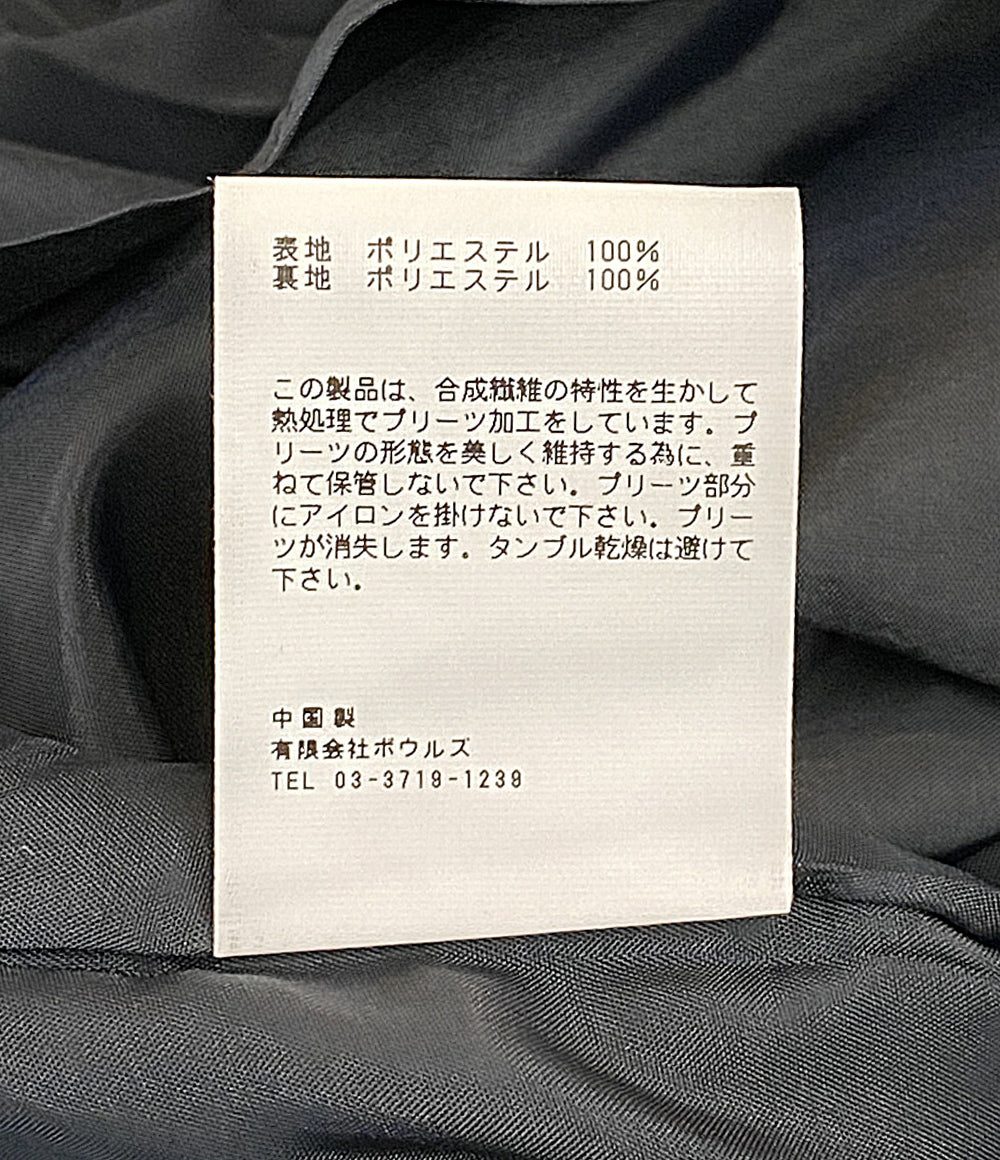 表地 ポリエステル 100%
裏地 ポリエステル 100%
この製品は、合成繊維の特性を生かして
熱処理でプリーツ加工をしています。プ
リーツの形態を美しく維持する為に、重
ねて保管しないで下さい。プリーツ部分
にアイロンを掛けないで下さい。プリー
ツが消失します。タンブル乾燥は避けて
下さい。
中国製
有限会社ボウルズ
TEL 03-3719-1239